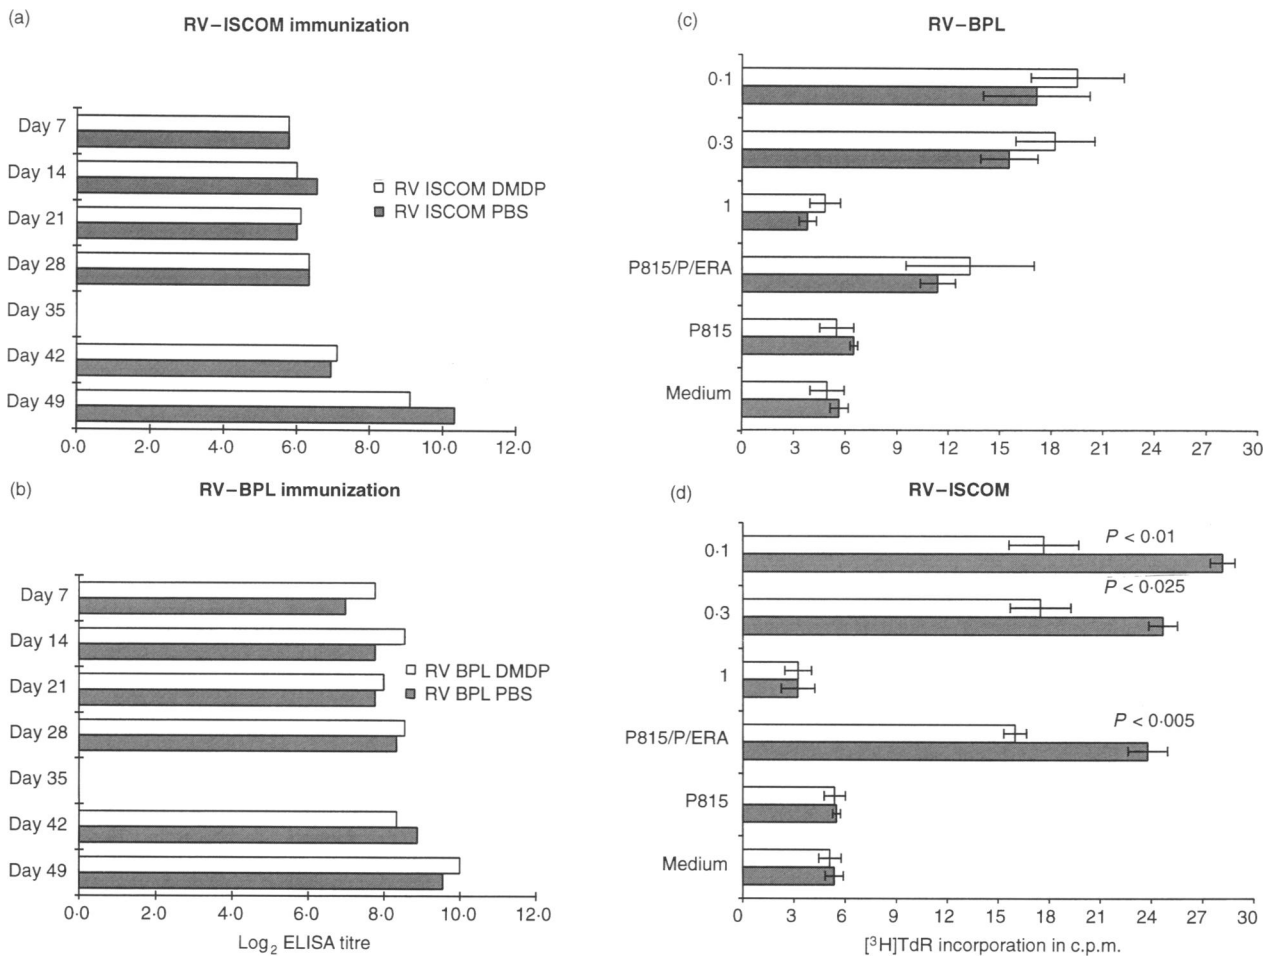 (a)
RV–ISCOM immunization
Day 7
Day 14
Day 21
Day 28
Day 35
Day 42
Day 49
RV ISCOM DMDP
RV ISCOM PBS
0·0 2·0 4·0 6·0 8·0 10·0 12·0
(b)
RV–BPL immunization
Day 7
Day 14
Day 21
Day 28
Day 35
Day 42
Day 49
RV BPL DMDP
RV BPL PBS
0·0 2·0 4·0 6·0 8·0 10·0 12·0
Log₂ ELISA titre
(c)
RV–BPL
0·1
0·3
1
P815/P/ERA
P815
Medium
0 3 6 9 12 15 18 21 24 27 30
(d)
RV–ISCOM
0·1
P < 0·01
P < 0·025
0·3
1
P < 0·005
P815/P/ERA
P815
Medium
0 3 6 9 12 15 18 21 24 27 30
[³H]TdR incorporation in c.p.m.